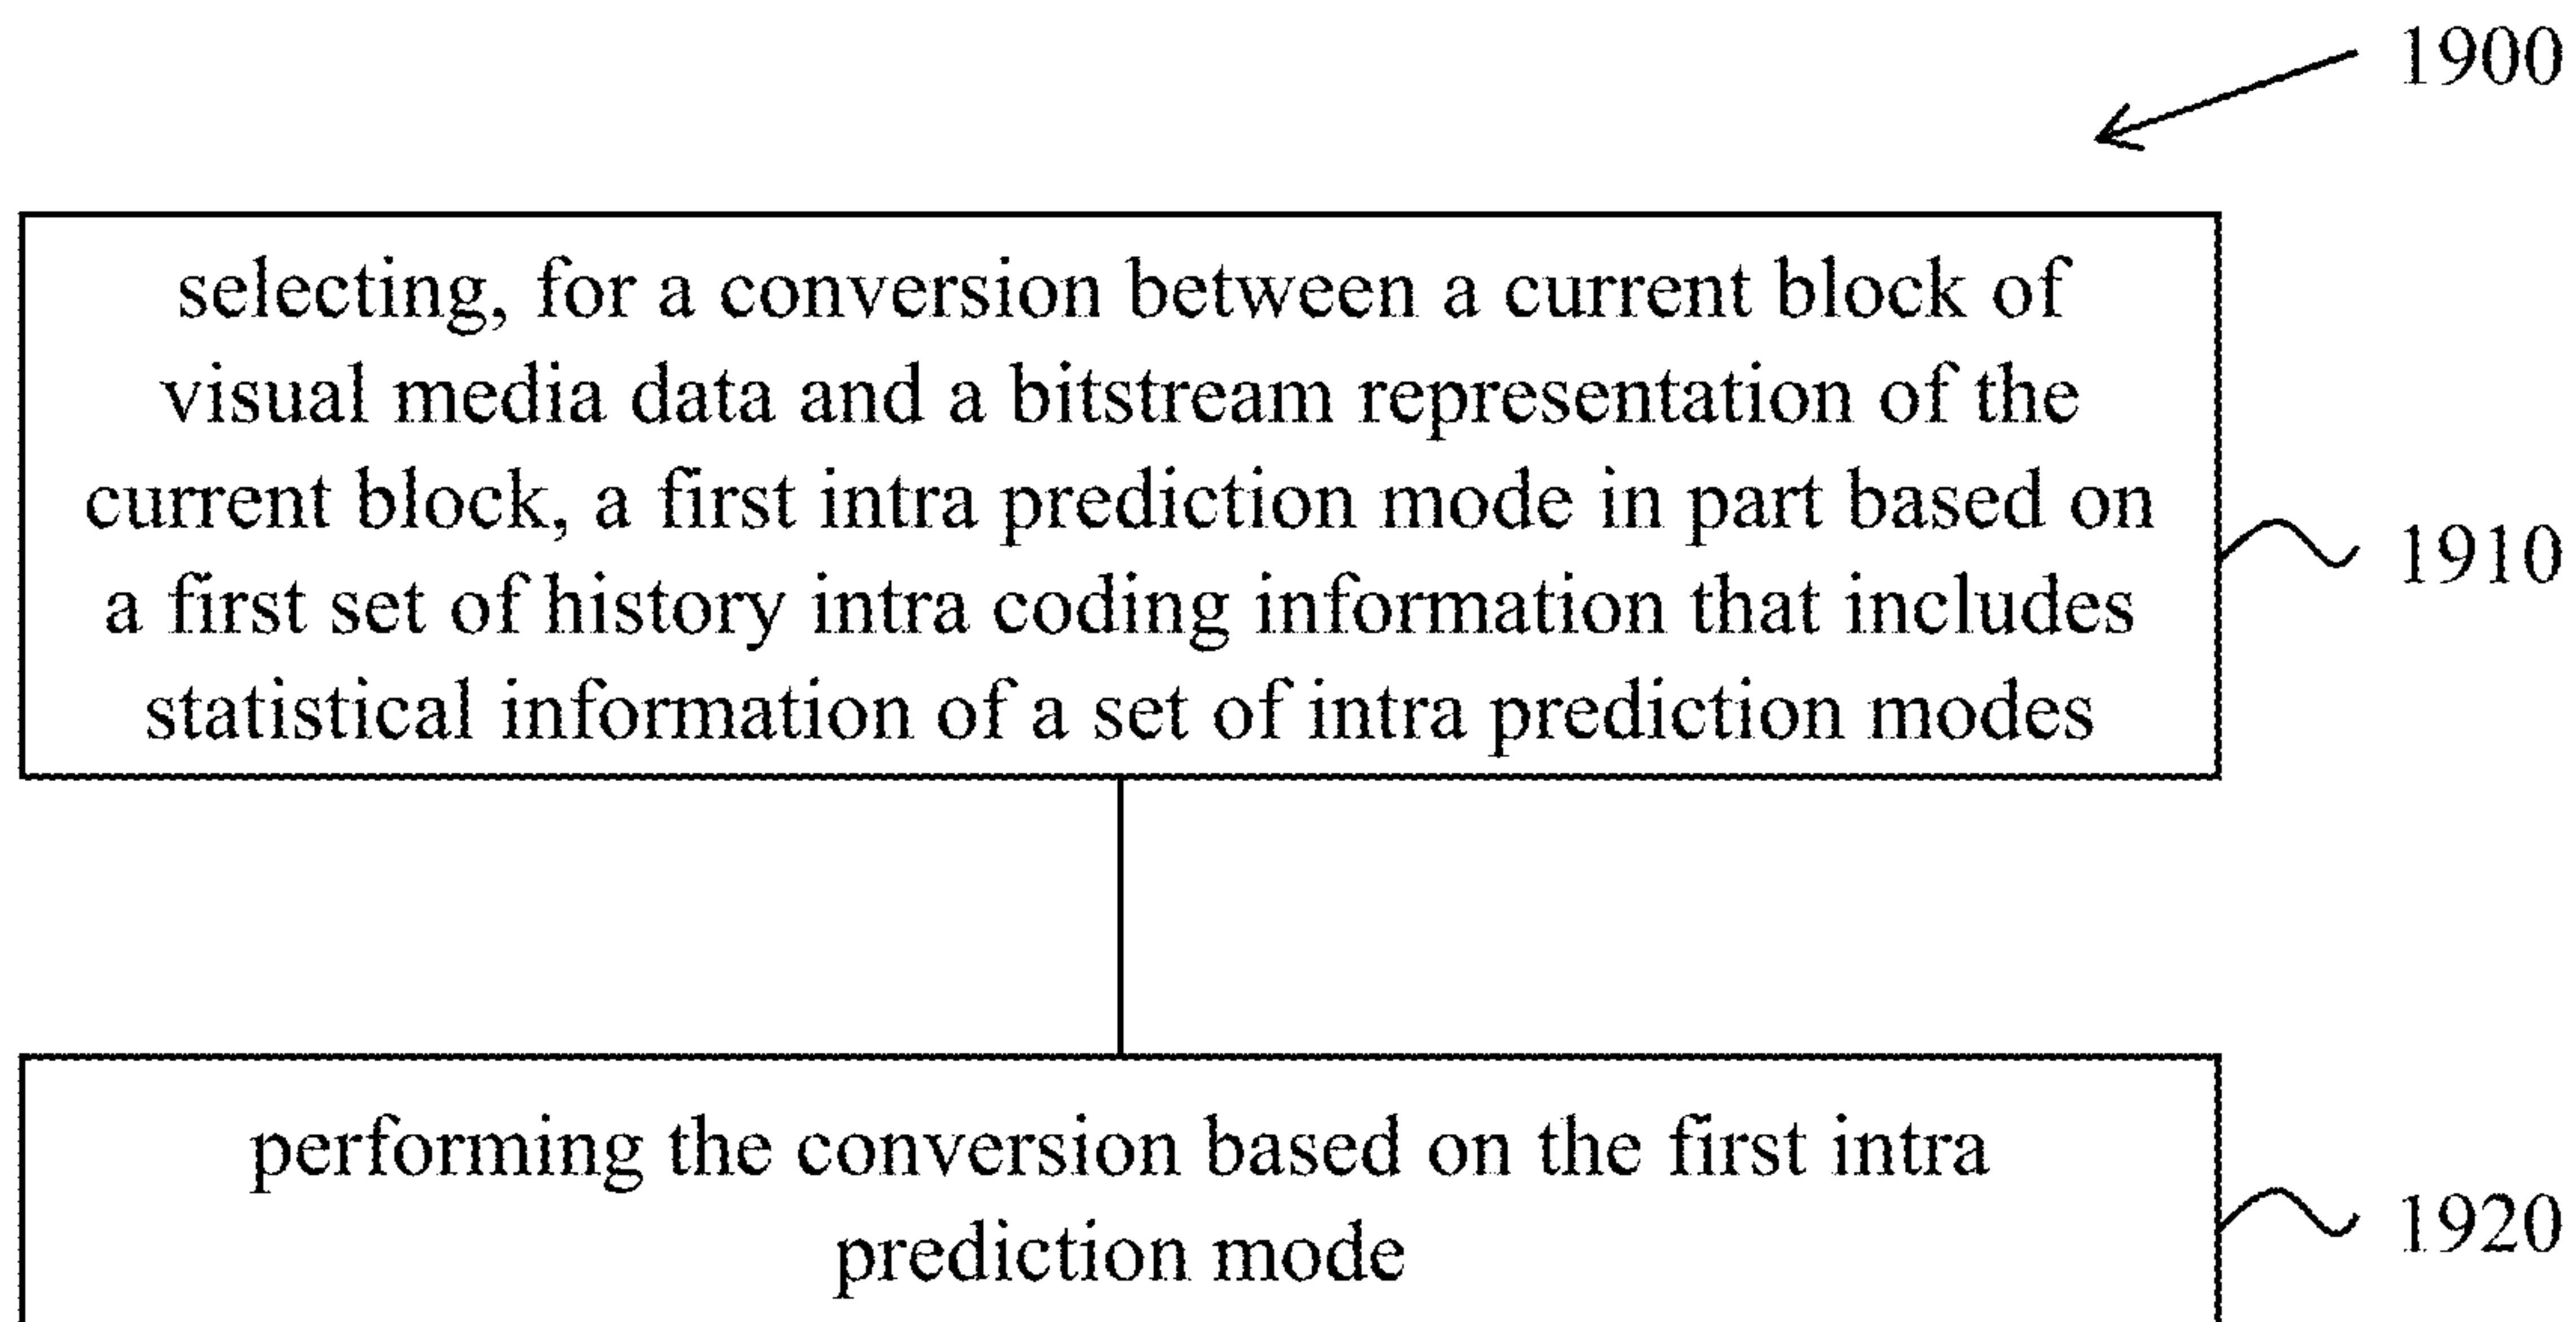 1900
selecting, for a conversion between a current block of
visual media data and a bitstream representation of the
current block, a first intra prediction mode in part based on
a first set of history intra coding information that includes
statistical information of a set of intra prediction modes
1910
performing the conversion based on the first intra
prediction mode
1920